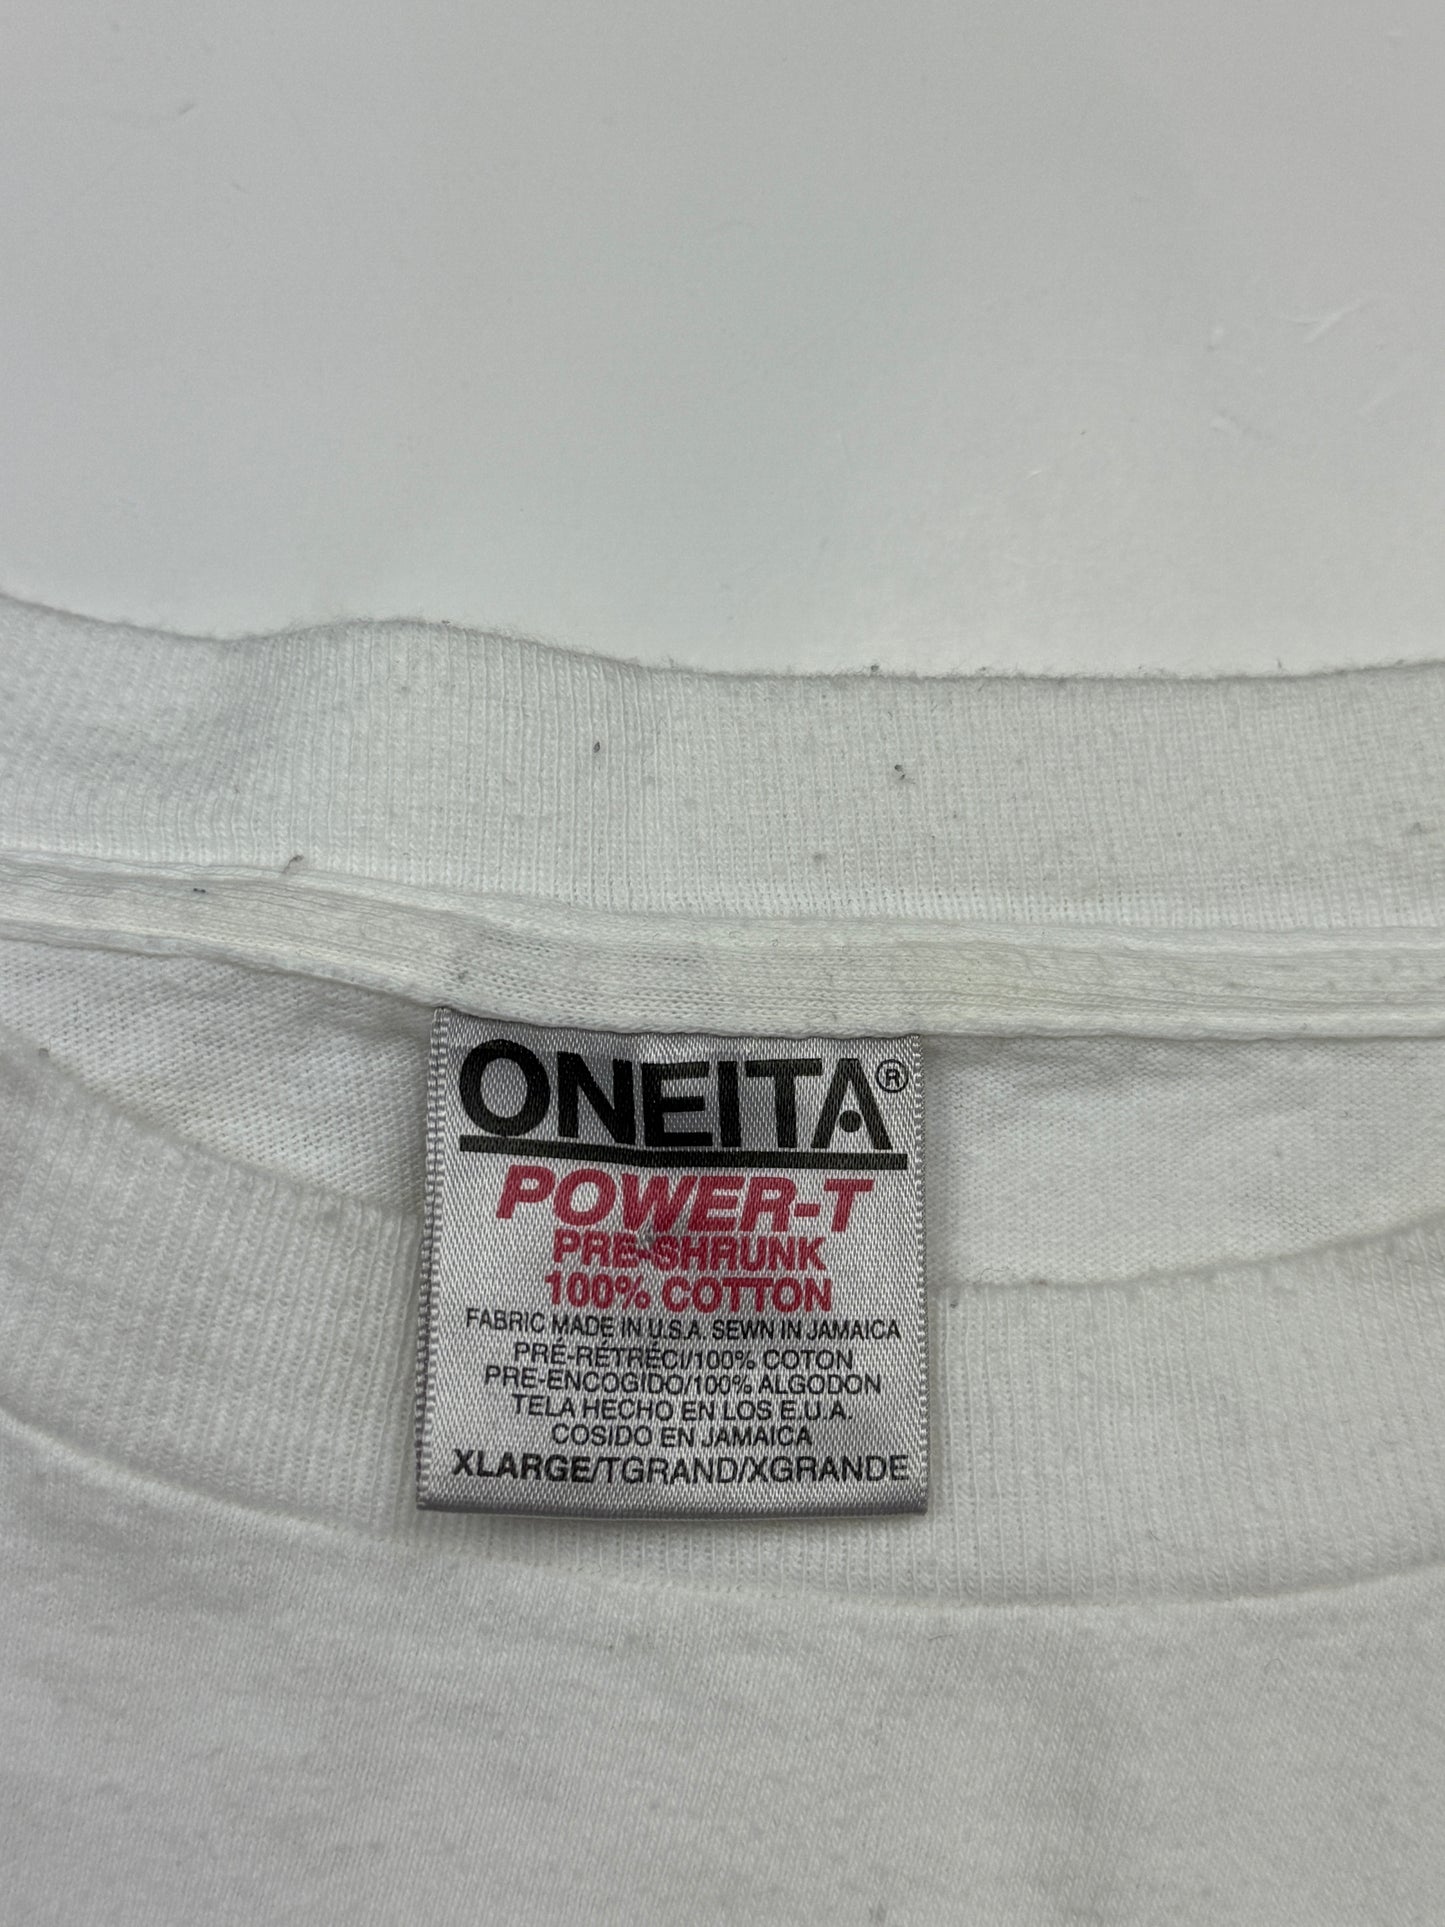 ONEITA®
POWER-T
PRE-SHRUNK
100% COTTON
FABRIC MADE IN U.S.A. SEWN IN JAMAICA
PRÉ-RÉTRÉCI/100% COTON
PRE-ENCOGIDO/100% ALGODON
TELA HECHO EN LOS E.U.A.
COSIDO EN JAMAICA
XLARGE/TGRAND/XGRANDE